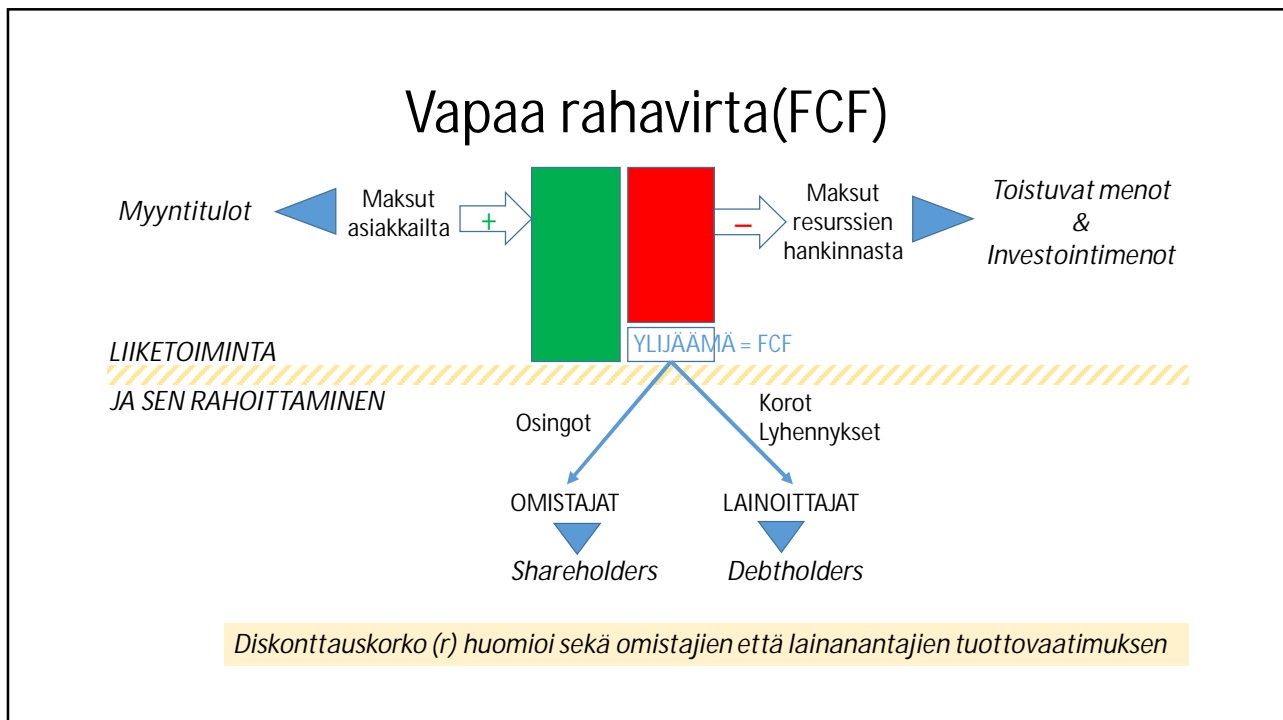 Vapaa rahavirta(FCF)
Myyntitulot
Maksut
asiakkailta
+
–
Maksut
resurssien
hankinnasta
Toistuvat menot
&
Investointimenot
YLIJÄÄMÄ = FCF
LIIKETOIMINTA
JA SEN RAHOITTAMINEN
Osingot
Korot
Lyhennykset
OMISTAJAT
LAINOITTAJAT
Shareholders
Debtholders
Diskonttauskorko (r) huomioi sekä omistajien että lainanantajien tuottovaatimuksen